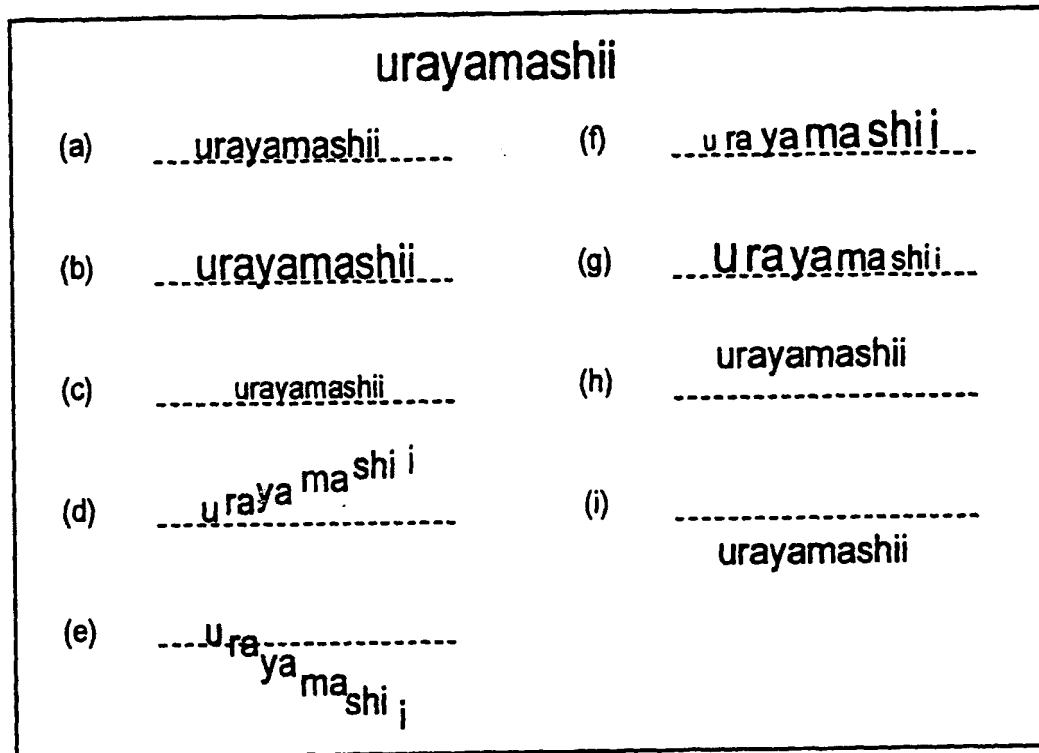 urayamashii
(a) urayamashii
(b) urayamashii
(c) urayamashii
(d) u ra ya ma shi i
(e) u ra ya ma shi i
(f) u ra ya ma shi i
(g) u ra ya ma shi i
(h) urayamashii
(i) urayamashii